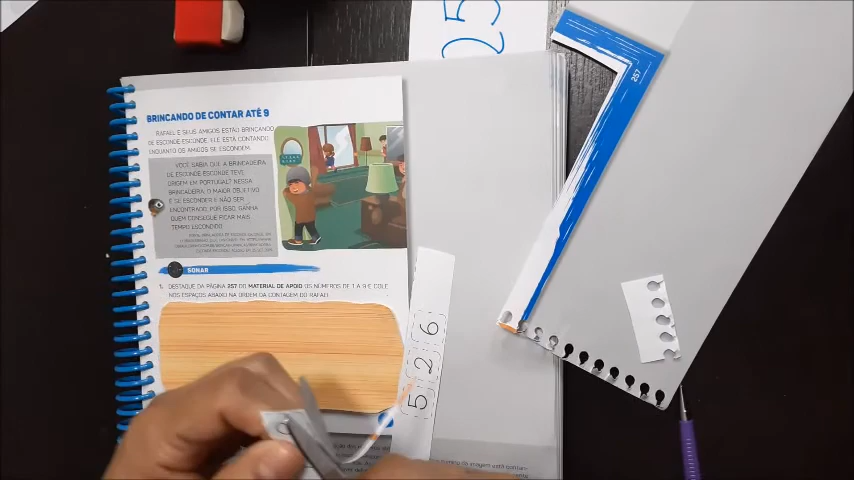 25
257
BRINCANDO DE CONTAR ATÉ 9
RAFAEL E SEUS AMIGOS ESTÃO BRINCANDO
DE ESCONDE-ESCONDE. ELE ESTÁ CONTANDO
ENQUANTO OS AMIGOS SE ESCONDEM.
VOCÊ SABIA QUE A BRINCADEIRA
DE ESCONDE-ESCONDE TEVE
ORIGEM EM PORTUGAL? NESSA
BRINCADEIRA, O MAIOR OBJETIVO
É SE ESCONDER E NÃO SER
ENCONTRADO, POR ISSO, GANHA
QUEM CONSEGUE FICAR MAIS
TEMPO ESCONDIDO.
SONAR
1. DESTAQUE DA PÁGINA 257 DO MATERIAL DE APOIO OS NÚMEROS DE 1 A 9 E COLE
NOS ESPAÇOS ABAIXO NA ORDEM DA CONTAGEM DO RAFAEL.
6
2
5